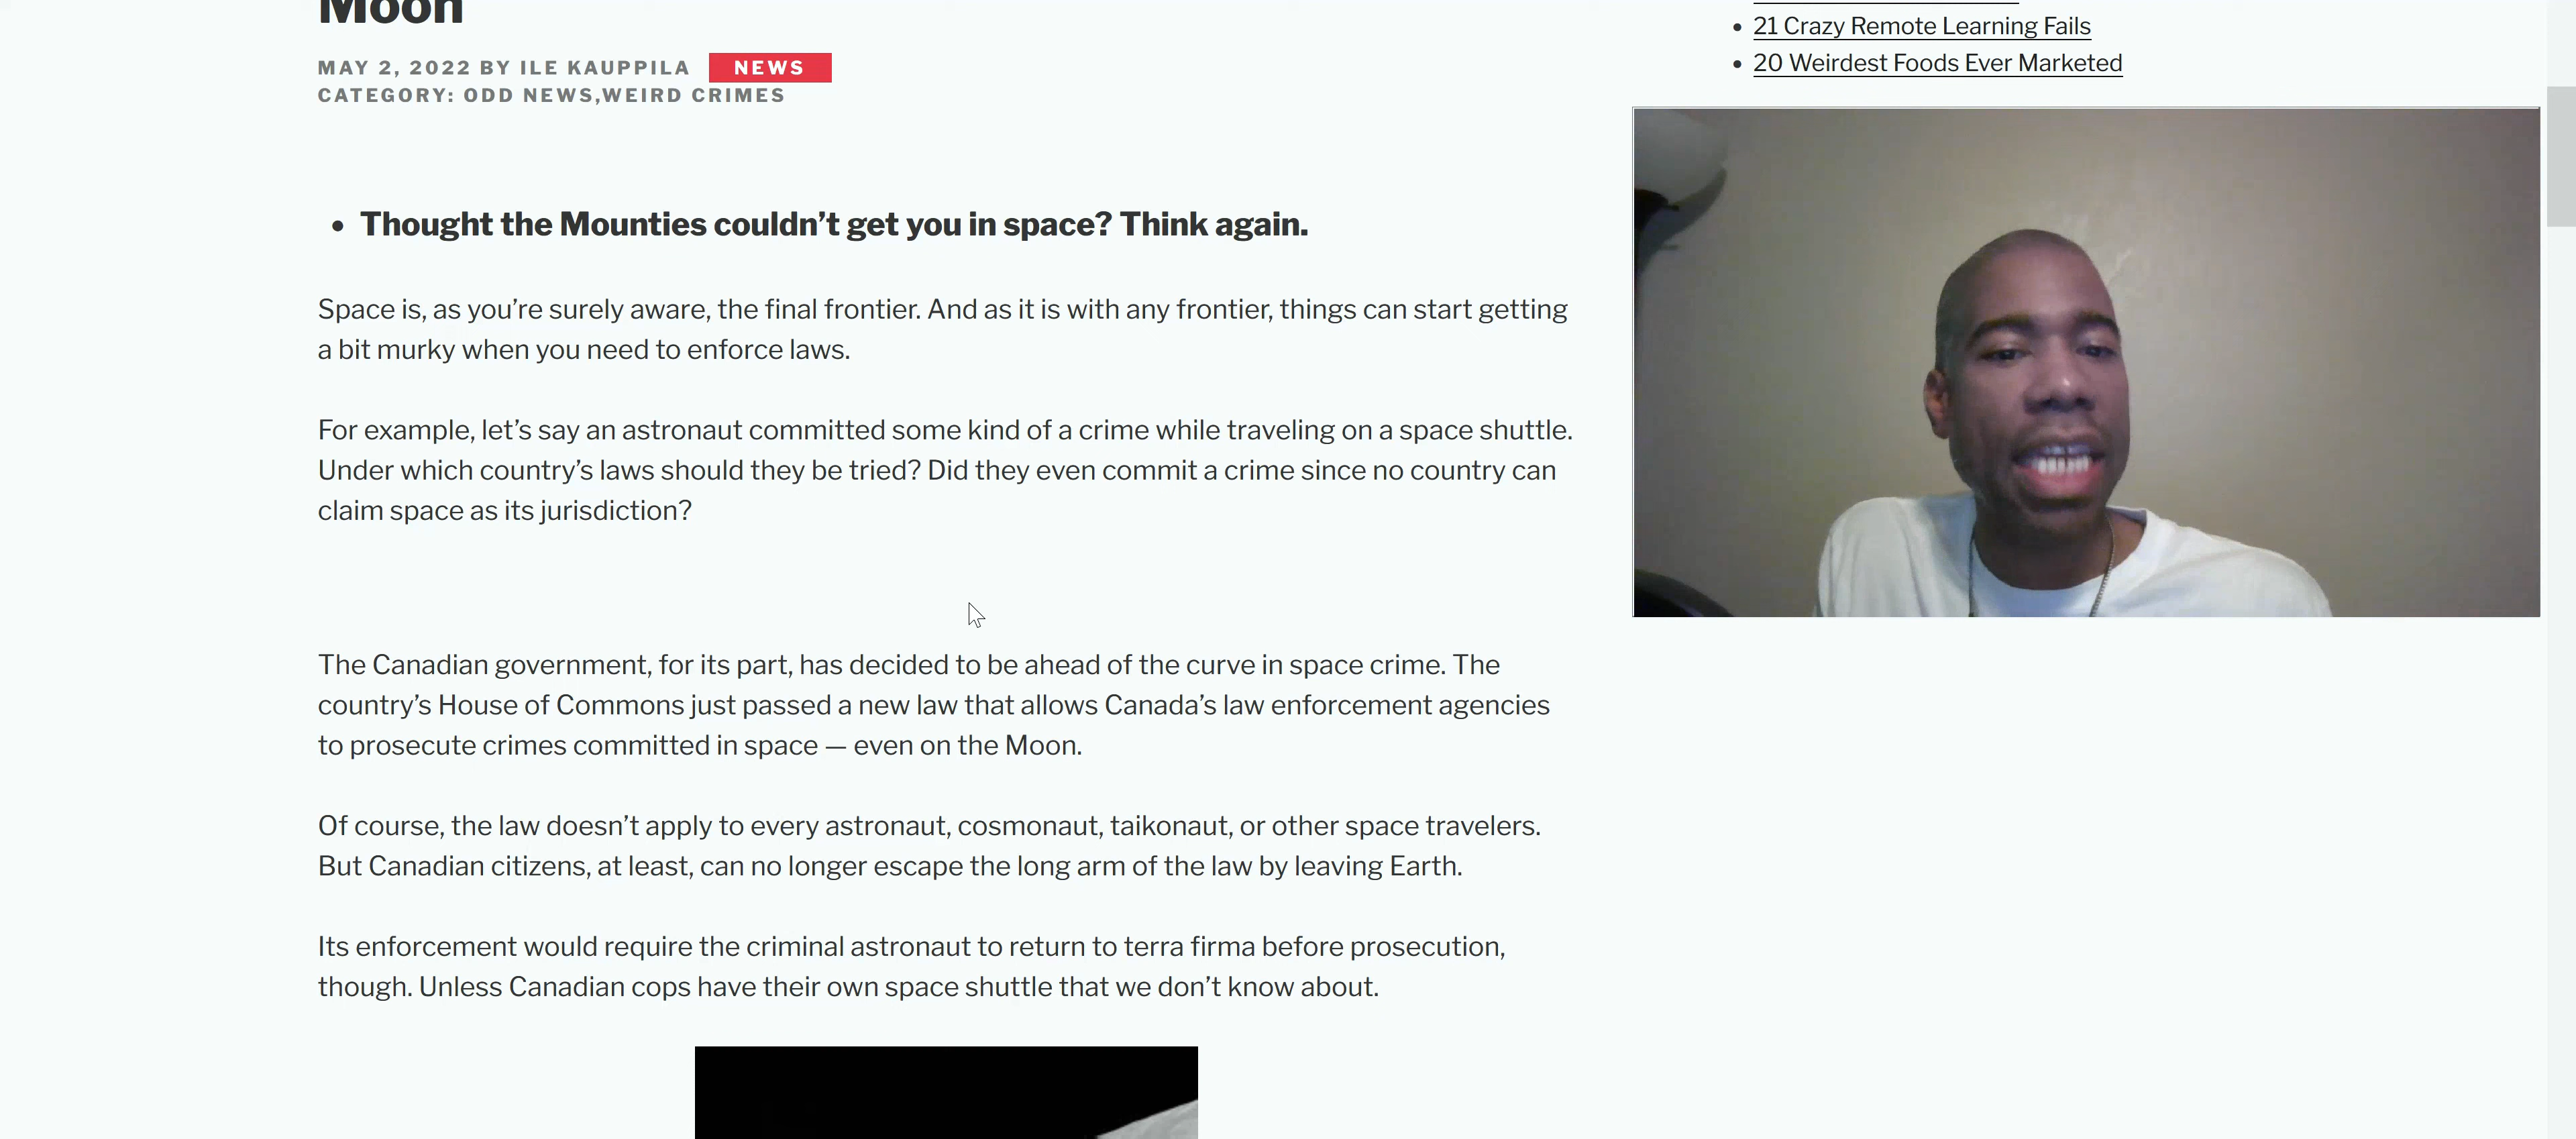 Moon
MAY 2, 2022 BY ILE KAUPPILA NEWS
CATEGORY: ODD NEWS,WEIRD CRIMES
• Thought the Mounties couldn’t get you in space? Think again.
Space is, as you’re surely aware, the final frontier. And as it is with any frontier, things can start getting
a bit murky when you need to enforce laws.
For example, let’s say an astronaut committed some kind of a crime while traveling on a space shuttle.
Under which country’s laws should they be tried? Did they even commit a crime since no country can
claim space as its jurisdiction?
The Canadian government, for its part, has decided to be ahead of the curve in space crime. The
country’s House of Commons just passed a new law that allows Canada’s law enforcement agencies
to prosecute crimes committed in space — even on the Moon.
Of course, the law doesn’t apply to every astronaut, cosmonaut, taikonaut, or other space travelers.
But Canadian citizens, at least, can no longer escape the long arm of the law by leaving Earth.
Its enforcement would require the criminal astronaut to return to terra firma before prosecution,
though. Unless Canadian cops have their own space shuttle that we don’t know about.
• 21 Crazy Remote Learning Fails
• 20 Weirdest Foods Ever Marketed